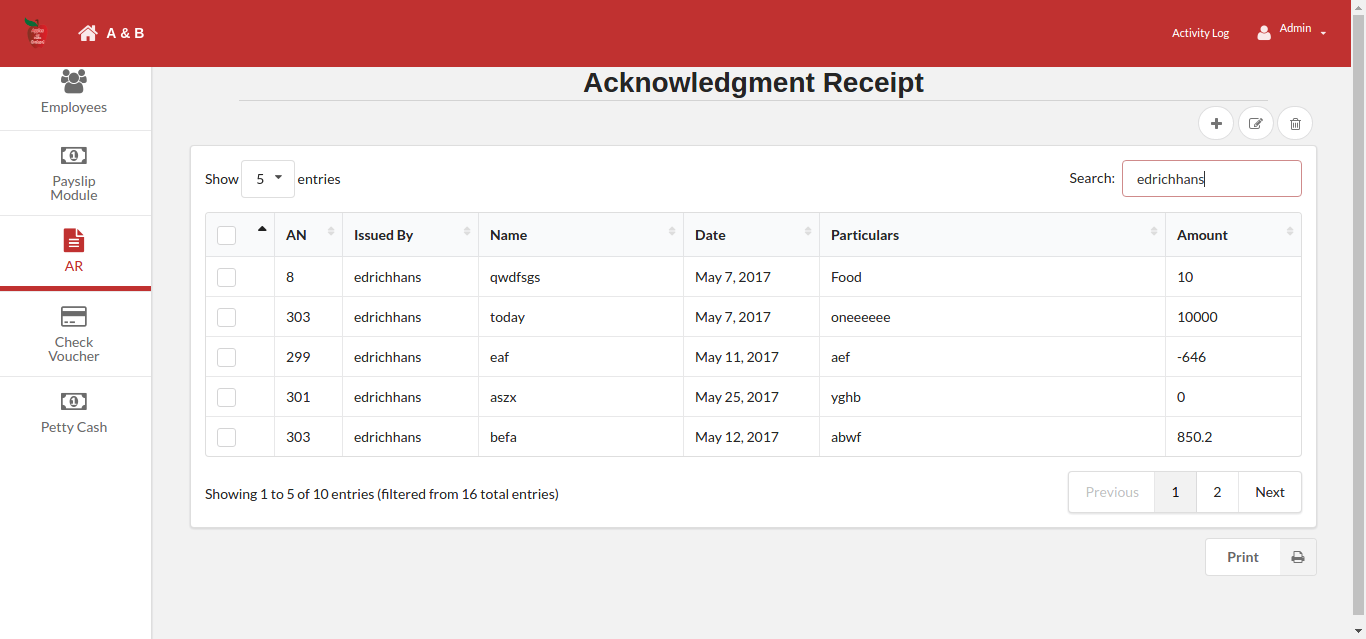 A & B
Activity Log
Admin
Employees
Payslip
Module
AR
Check
Voucher
Petty Cash
Acknowledgment Receipt
Show 5 entries
Search: edrichhans
AN Issued By Name Date Particulars Amount
8 edrichhans qwdfsgs May 7, 2017 Food 10
303 edrichhans today May 7, 2017 oneeeeee 10000
299 edrichhans eaf May 11, 2017 aef -646
301 edrichhans aszx May 25, 2017 yghb 0
303 edrichhans befa May 12, 2017 abwf 850.2
Showing 1 to 5 of 10 entries (filtered from 16 total entries)
Previous 1 2 Next
Print